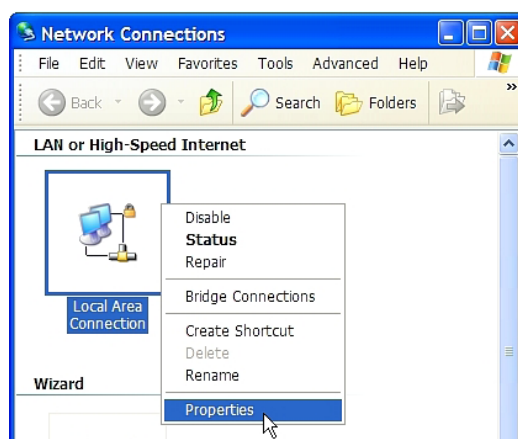 Network Connections
File Edit View Favorites Tools Advanced Help
Back Search Folders »
LAN or High-Speed Internet
Local Area
Connection
Disable
Status
Repair
Bridge Connections
Create Shortcut
Delete
Rename
Properties
Wizard